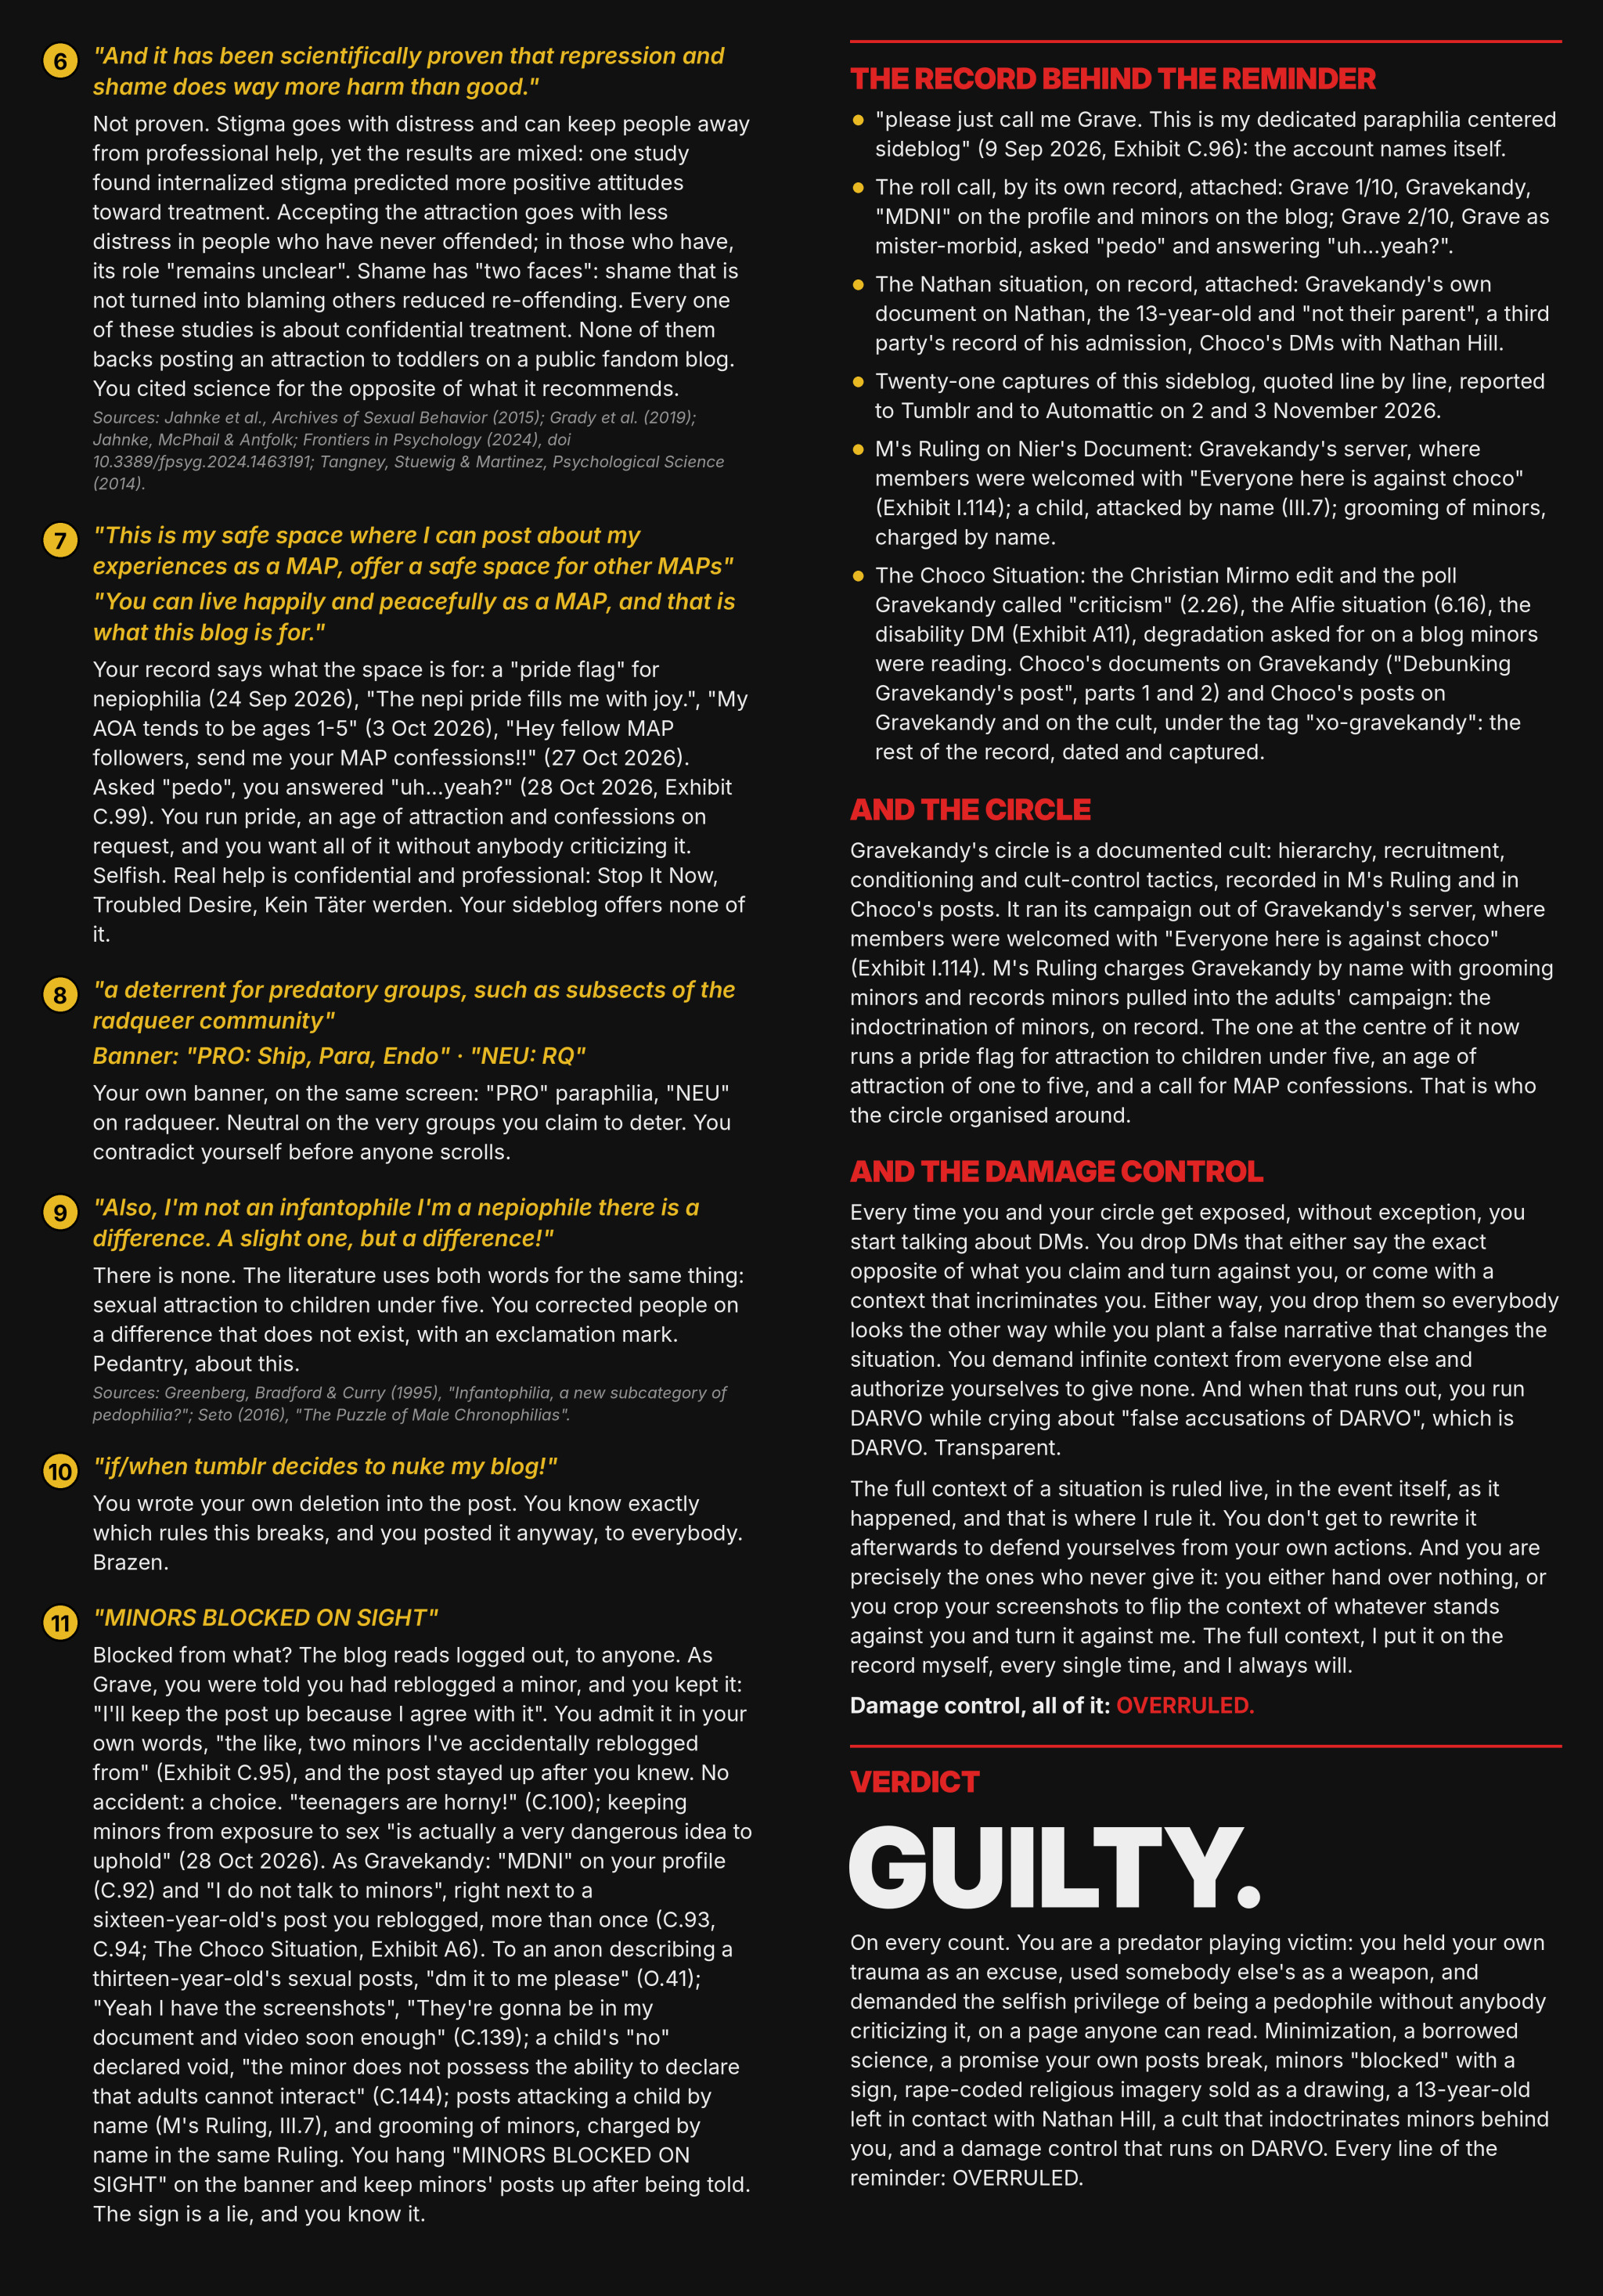 6
"And it has been scientifically proven that repression and
shame does way more harm than good."
Not proven. Stigma goes with distress and can keep people away
from professional help, yet the results are mixed: one study
found internalized stigma predicted more positive attitudes
toward treatment. Accepting the attraction goes with less
distress in people who have never offended; in those who have,
its role "remains unclear". Shame has "two faces": shame that is
not turned into blaming others reduced re-offending. Every one
of these studies is about confidential treatment. None of them
backs posting an attraction to toddlers on a public fandom blog.
You cited science for the opposite of what it recommends.
Sources: Jahnke et al., Archives of Sexual Behavior (2015); Grady et al. (2019);
Jahnke, McPhail & Antfolk; Frontiers in Psychology (2024), doi
10.3389/fpsyg.2024.1463191; Tangney, Stuewig & Martinez, Psychological Science
(2014).
7
"This is my safe space where I can post about my
experiences as a MAP, offer a safe space for other MAPs"
"You can live happily and peacefully as a MAP, and that is
what this blog is for."
Your record says what the space is for: a "pride flag" for
nepiophilia (24 Sep 2026), "The nepi pride fills me with joy.", "My
AOA tends to be ages 1-5" (3 Oct 2026), "Hey fellow MAP
followers, send me your MAP confessions!!" (27 Oct 2026).
Asked "pedo", you answered "uh...yeah?" (28 Oct 2026, Exhibit
C.99). You run pride, an age of attraction and confessions on
request, and you want all of it without anybody criticizing it.
Selfish. Real help is confidential and professional: Stop It Now,
Troubled Desire, Kein Täter werden. Your sideblog offers none of
it.
8
"a deterrent for predatory groups, such as subsects of the
radqueer community"
Banner: "PRO: Ship, Para, Endo" · "NEU: RQ"
Your own banner, on the same screen: "PRO" paraphilia, "NEU"
on radqueer. Neutral on the very groups you claim to deter. You
contradict yourself before anyone scrolls.
9
"Also, I'm not an infantophile I'm a nepiophile there is a
difference. A slight one, but a difference!"
There is none. The literature uses both words for the same thing:
sexual attraction to children under five. You corrected people on
a difference that does not exist, with an exclamation mark.
Pedantry, about this.
Sources: Greenberg, Bradford & Curry (1995), "Infantophilia, a new subcategory of
pedophilia?"; Seto (2016), "The Puzzle of Male Chronophilias".
10
"if/when tumblr decides to nuke my blog!"
You wrote your own deletion into the post. You know exactly
which rules this breaks, and you posted it anyway, to everybody.
Brazen.
11
"MINORS BLOCKED ON SIGHT"
Blocked from what? The blog reads logged out, to anyone. As
Grave, you were told you had reblogged a minor, and you kept it:
"I'll keep the post up because I agree with it". You admit it in your
own words, "the like, two minors I've accidentally reblogged
from" (Exhibit C.95), and the post stayed up after you knew. No
accident: a choice. "teenagers are horny!" (C.100); keeping
minors from exposure to sex "is actually a very dangerous idea to
uphold" (28 Oct 2026). As Gravekandy: "MDNI" on your profile
(C.92) and "I do not talk to minors", right next to a
sixteen-year-old's post you reblogged, more than once (C.93,
C.94; The Choco Situation, Exhibit A6). To an anon describing a
thirteen-year-old's sexual posts, "dm it to me please" (O.41);
"Yeah I have the screenshots", "They're gonna be in my
document and video soon enough" (C.139); a child's "no"
declared void, "the minor does not possess the ability to declare
that adults cannot interact" (C.144); posts attacking a child by
name (M's Ruling, III.7), and grooming of minors, charged by
name in the same Ruling. You hang "MINORS BLOCKED ON
SIGHT" on the banner and keep minors' posts up after being told.
The sign is a lie, and you know it.
THE RECORD BEHIND THE REMINDER
"please just call me Grave. This is my dedicated paraphilia centered
sideblog" (9 Sep 2026, Exhibit C.96): the account names itself.
The roll call, by its own record, attached: Grave 1/10, Gravekandy,
"MDNI" on the profile and minors on the blog; Grave 2/10, Grave as
mister-morbid, asked "pedo" and answering "uh...yeah?".
The Nathan situation, on record, attached: Gravekandy's own
document on Nathan, the 13-year-old and "not their parent", a third
party's record of his admission, Choco's DMs with Nathan Hill.
Twenty-one captures of this sideblog, quoted line by line, reported
to Tumblr and to Automattic on 2 and 3 November 2026.
M's Ruling on Nier's Document: Gravekandy's server, where
members were welcomed with "Everyone here is against choco"
(Exhibit I.114); a child, attacked by name (III.7); grooming of minors,
charged by name.
The Choco Situation: the Christian Mirmo edit and the poll
Gravekandy called "criticism" (2.26), the Alfie situation (6.16), the
disability DM (Exhibit A11), degradation asked for on a blog minors
were reading. Choco's documents on Gravekandy ("Debunking
Gravekandy's post", parts 1 and 2) and Choco's posts on
Gravekandy and on the cult, under the tag "xo-gravekandy": the
rest of the record, dated and captured.
AND THE CIRCLE
Gravekandy's circle is a documented cult: hierarchy, recruitment,
conditioning and cult-control tactics, recorded in M's Ruling and in
Choco's posts. It ran its campaign out of Gravekandy's server, where
members were welcomed with "Everyone here is against choco"
(Exhibit I.114). M's Ruling charges Gravekandy by name with grooming
minors and records minors pulled into the adults' campaign: the
indoctrination of minors, on record. The one at the centre of it now
runs a pride flag for attraction to children under five, an age of
attraction of one to five, and a call for MAP confessions. That is who
the circle organised around.
AND THE DAMAGE CONTROL
Every time you and your circle get exposed, without exception, you
start talking about DMs. You drop DMs that either say the exact
opposite of what you claim and turn against you, or come with a
context that incriminates you. Either way, you drop them so everybody
looks the other way while you plant a false narrative that changes the
situation. You demand infinite context from everyone else and
authorize yourselves to give none. And when that runs out, you run
DARVO while crying about "false accusations of DARVO", which is
DARVO. Transparent.
The full context of a situation is ruled live, in the event itself, as it
happened, and that is where I rule it. You don't get to rewrite it
afterwards to defend yourselves from your own actions. And you are
precisely the ones who never give it: you either hand over nothing, or
you crop your screenshots to flip the context of whatever stands
against you and turn it against me. The full context, I put it on the
record myself, every single time, and I always will.
Damage control, all of it: OVERRULED.
VERDICT
GUILTY.
On every count. You are a predator playing victim: you held your own
trauma as an excuse, used somebody else's as a weapon, and
demanded the selfish privilege of being a pedophile without anybody
criticizing it, on a page anyone can read. Minimization, a borrowed
science, a promise your own posts break, minors "blocked" with a
sign, rape-coded religious imagery sold as a drawing, a 13-year-old
left in contact with Nathan Hill, a cult that indoctrinates minors behind
you, and a damage control that runs on DARVO. Every line of the
reminder: OVERRULED.